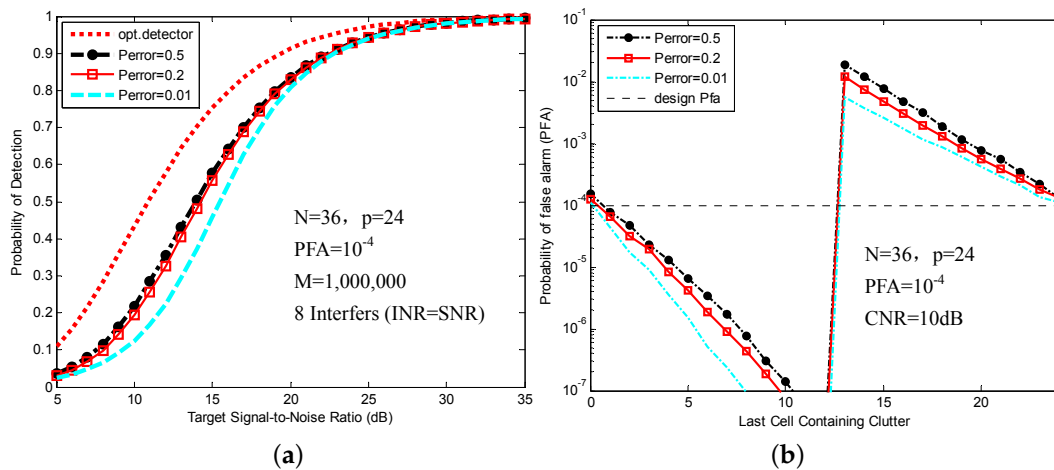 opt.detector
Perror=0.5
Perror=0.2
Perror=0.01
N=36，p=24
PFA=10-4
M=1,000,000
8 Interfers (INR=SNR)
Probability of Detection
1
0.9
0.8
0.7
0.6
0.5
0.4
0.3
0.2
0.1
0
5
10
15
20
25
30
35
Target Signal-to-Noise Ratio (dB)
(a)
Perror=0.5
Perror=0.2
Perror=0.01
design Pfa
N=36，p=24
PFA=10-4
CNR=10dB
Probability of false alarm (PFA)
10-1
10-2
10-3
10-4
10-5
10-6
10-7
0
5
10
15
20
Last Cell Containing Clutter
(b)